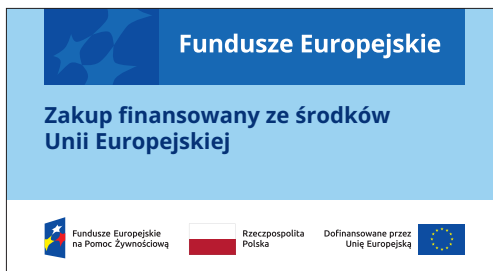 Fundusze Europejskie
Zakup finansowany ze środków
Unii Europejskiej
Fundusze Europejskie
na Pomoc Żywnościową
Rzeczpospolita
Polska
Dofinansowane przez
Unię Europejską